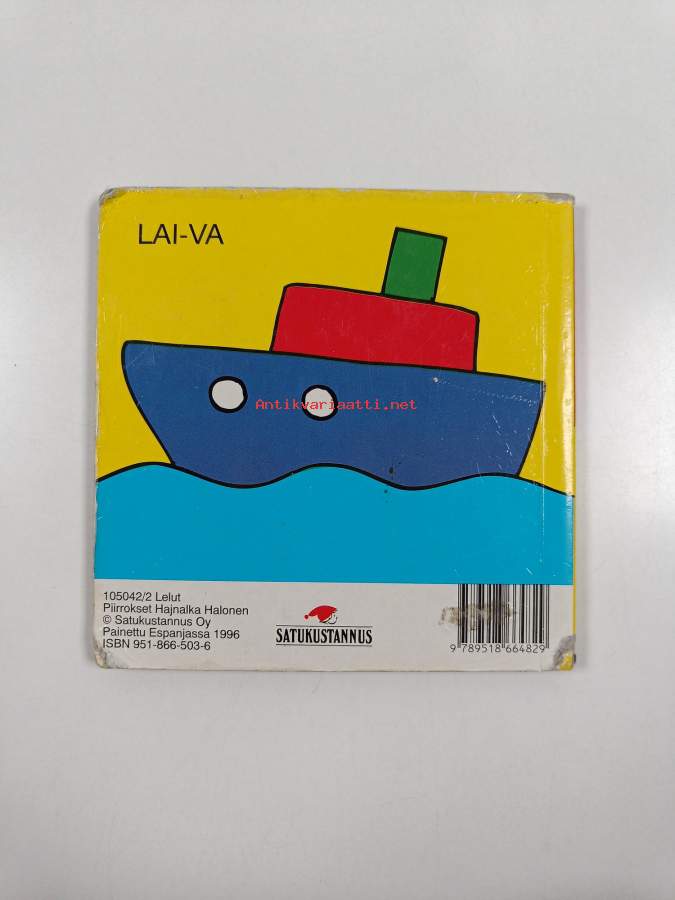 LAI-VA
Antikvariaatti.net
105042/2 Lelut
Piirrokset Hajnalka Halonen
© Satukustannus Oy
Painettu Espanjassa 1996
ISBN 951-866-503-6
SATUKUSTANNUS
9 789518 664829